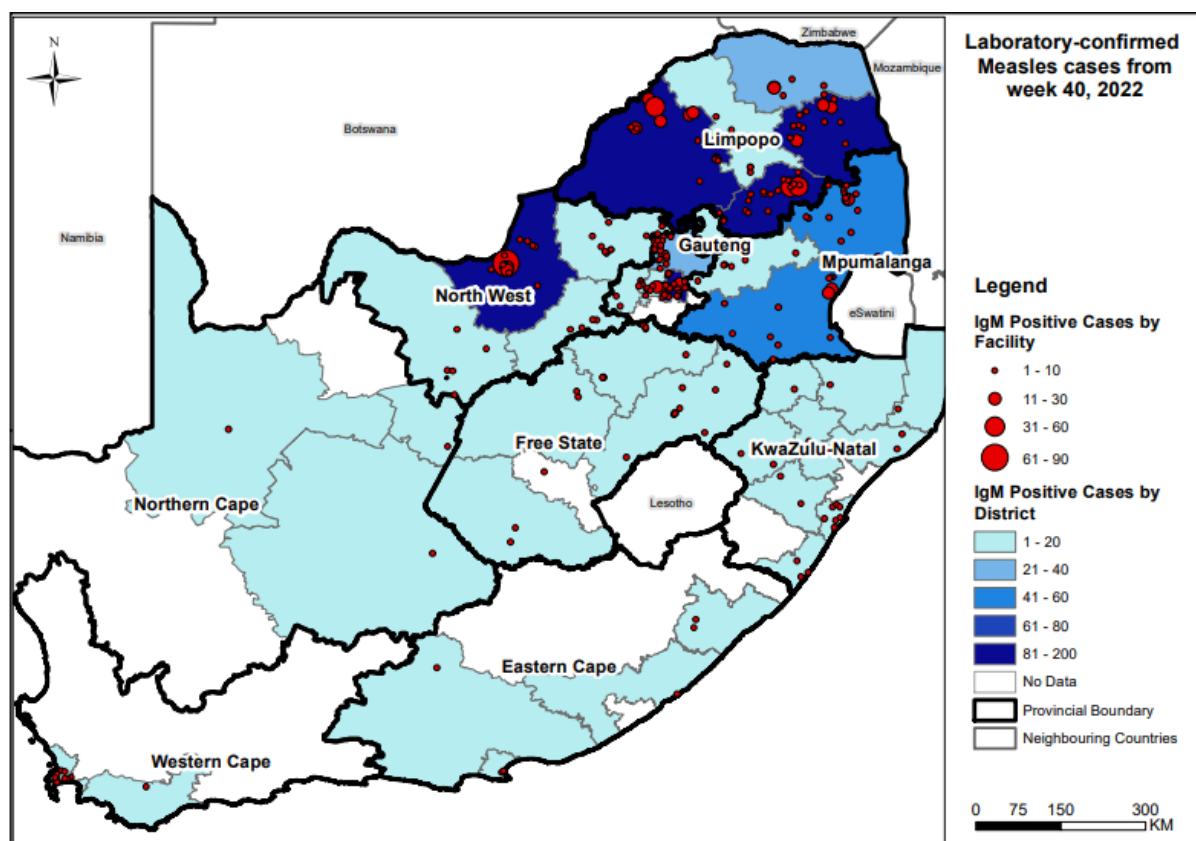 N
Zimbabwe
Mozambique
Botswana
Limpopo
Namibia
Gauteng
Mpumalanga
North West
eSwatini
Free State
KwaZulu-Natal
Northern Cape
Lesotho
Eastern Cape
Western Cape
Laboratory-confirmed
Measles cases from
week 40, 2022
Legend
IgM Positive Cases by
Facility
1 - 10
11 - 30
31 - 60
61 - 90
IgM Positive Cases by
District
1 - 20
21 - 40
41 - 60
61 - 80
81 - 200
No Data
Provincial Boundary
Neighbouring Countries
0 75 150 300
KM